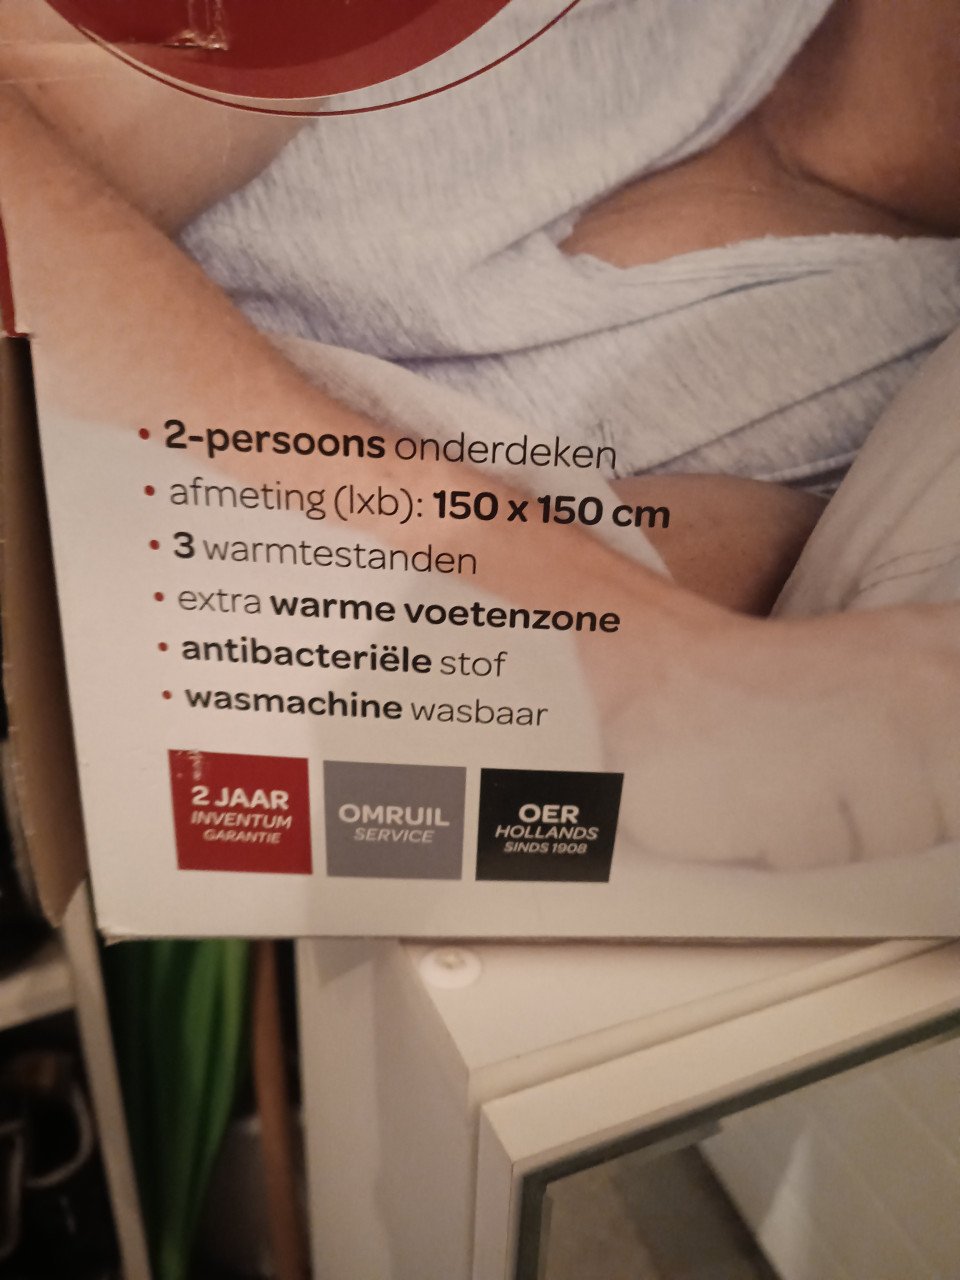 • 2-persoons onderdeken
• afmeting (lxb): 150 x 150 cm
• 3 warmtestanden
• extra warme voetenzone
• antibacteriële stof
• wasmachine wasbaar
2 JAAR
INVENTUM
GARANTIE
OMRUIL
SERVICE
OER
HOLLANDS
SINDS 1908